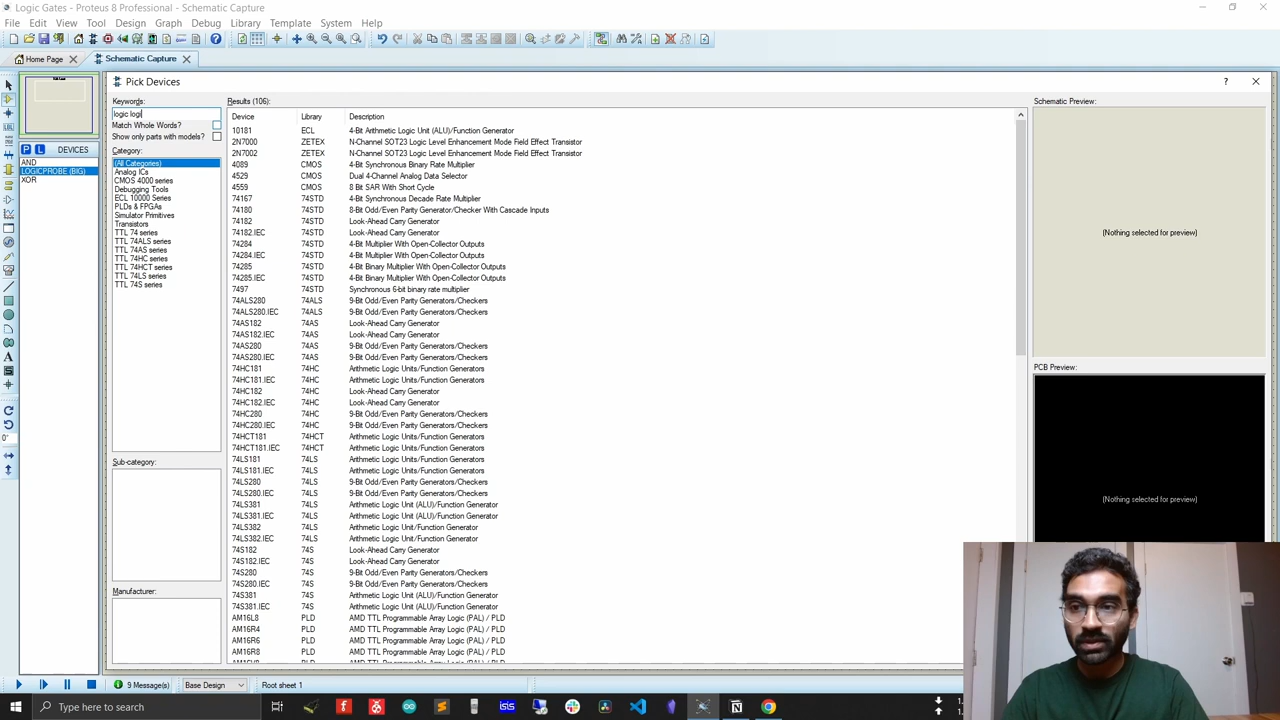 Logic Gates - Proteus 8 Professional - Schematic Capture
File Edit View Tool Design Graph Debug Library Template System Help
Home Page Schematic Capture
Pick Devices
Keywords:
logic logi
Match Whole Words?
Show only parts with models?
Category:
(All Categories)
Analog ICs
CMOS 4000 series
Debugging Tools
ECL 10000 Series
PLDs & FPGAs
Simulator Primitives
Transistors
TTL 74 series
TTL 74ALS series
TTL 74AS series
TTL 74HC series
TTL 74HCT series
TTL 74LS series
TTL 74S series
Sub-category:
Manufacturer:
P L DEVICES
AND
LOGICPROBE (BIG)
XOR
Results (106):
Device Library Description
10181 ECL 4-Bit Arithmetic Logic Unit (ALU)/Function Generator
2N7000 ZETEX N-Channel SOT23 Logic Level Enhancement Mode Field Effect Transistor
2N7002 ZETEX N-Channel SOT23 Logic Level Enhancement Mode Field Effect Transistor
4089 CMOS 4-Bit Synchronous Binary Rate Multiplier
4529 CMOS Dual 4-Channel Analog Data Selector
4559 CMOS 8 Bit SAR With Short Cycle
74167 74STD 4-Bit Synchronous Decade Rate Multiplier
74180 74STD 8-Bit Odd/Even Parity Generator/Checker With Cascade Inputs
74182 74STD Look-Ahead Carry Generator
74182.IEC 74STD Look-Ahead Carry Generator
74284 74STD 4-Bit Multiplier With Open-Collector Outputs
74284.IEC 74STD 4-Bit Multiplier With Open-Collector Outputs
74285 74STD 4-Bit Binary Multiplier With Open-Collector Outputs
74285.IEC 74STD 4-Bit Binary Multiplier With Open-Collector Outputs
7497 74STD Synchronous 6-bit binary rate multiplier
74ALS280 74ALS 9-Bit Odd/Even Parity Generators/Checkers
74ALS280.IEC 74ALS 9-Bit Odd/Even Parity Generators/Checkers
74AS182 74AS Look-Ahead Carry Generator
74AS182.IEC 74AS Look-Ahead Carry Generator
74AS280 74AS 9-Bit Odd/Even Parity Generators/Checkers
74AS280.IEC 74AS 9-Bit Odd/Even Parity Generators/Checkers
74HC181 74HC Arithmetic Logic Units/Function Generators
74HC181.IEC 74HC Arithmetic Logic Units/Function Generators
74HC182 74HC Look-Ahead Carry Generator
74HC182.IEC 74HC Look-Ahead Carry Generator
74HC280 74HC 9-Bit Odd/Even Parity Generators/Checkers
74HC280.IEC 74HC 9-Bit Odd/Even Parity Generators/Checkers
74HCT181 74HCT Arithmetic Logic Units/Function Generators
74HCT181.IEC 74HCT Arithmetic Logic Units/Function Generators
74LS181 74LS Arithmetic Logic Units/Function Generators
74LS181.IEC 74LS Arithmetic Logic Units/Function Generators
74LS280 74LS 9-Bit Odd/Even Parity Generators/Checkers
74LS280.IEC 74LS 9-Bit Odd/Even Parity Generators/Checkers
74LS381 74LS Arithmetic Logic Unit (ALU)/Function Generator
74LS381.IEC 74LS Arithmetic Logic Unit (ALU)/Function Generator
74LS382 74LS Arithmetic Logic Unit/Function Generator
74LS382.IEC 74LS Arithmetic Logic Unit/Function Generator
74S182 74S Look-Ahead Carry Generator
74S182.IEC 74S Look-Ahead Carry Generator
74S280 74S 9-Bit Odd/Even Parity Generators/Checkers
74S280.IEC 74S 9-Bit Odd/Even Parity Generators/Checkers
74S381 74S Arithmetic Logic Unit (ALU)/Function Generator
74S381.IEC 74S Arithmetic Logic Unit (ALU)/Function Generator
AM16L8 PLD AMD TTL Programmable Array Logic (PAL) / PLD
AM16R4 PLD AMD TTL Programmable Array Logic (PAL) / PLD
AM16R6 PLD AMD TTL Programmable Array Logic (PAL) / PLD
AM16R8 PLD AMD TTL Programmable Array Logic (PAL) / PLD
Schematic Preview:
(Nothing selected for preview)
PCB Preview:
(Nothing selected for preview)
9 Message(s) Base Design Root sheet 1
Type here to search